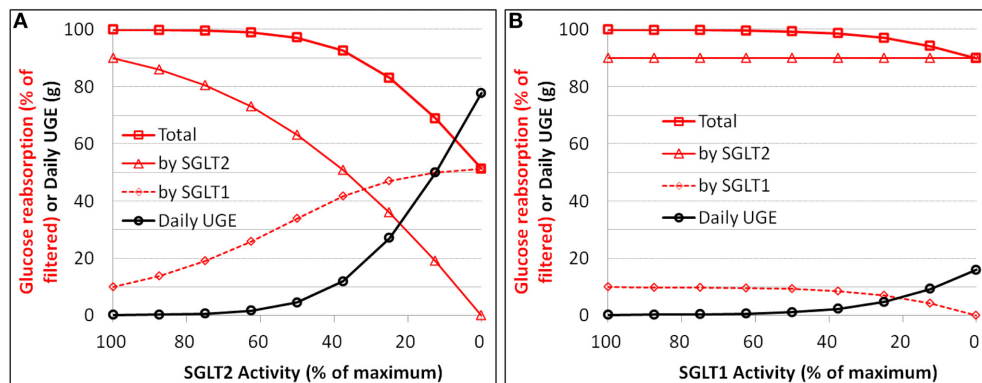 A
Glucose reabsorption (% of
filtered) or Daily UGE (g)
100
80
60
40
20
0
Total
by SGLT2
by SGLT1
Daily UGE
100
80
60
40
20
0
SGLT2 Activity (% of maximum)
B
Glucose reabsorption (% of
filtered) or Daily UGE (g)
100
80
60
40
20
0
Total
by SGLT2
by SGLT1
Daily UGE
100
80
60
40
20
0
SGLT1 Activity (% of maximum)